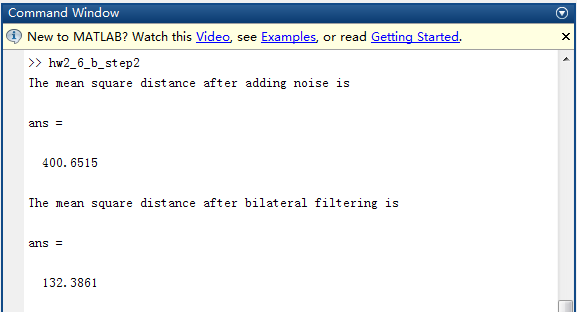 Command Window
New to MATLAB? Watch this Video, see Examples, or read Getting Started.
>> hw2_6_b_step2
The mean square distance after adding noise is
ans =
400.6515
The mean square distance after bilateral filtering is
ans =
132.3861